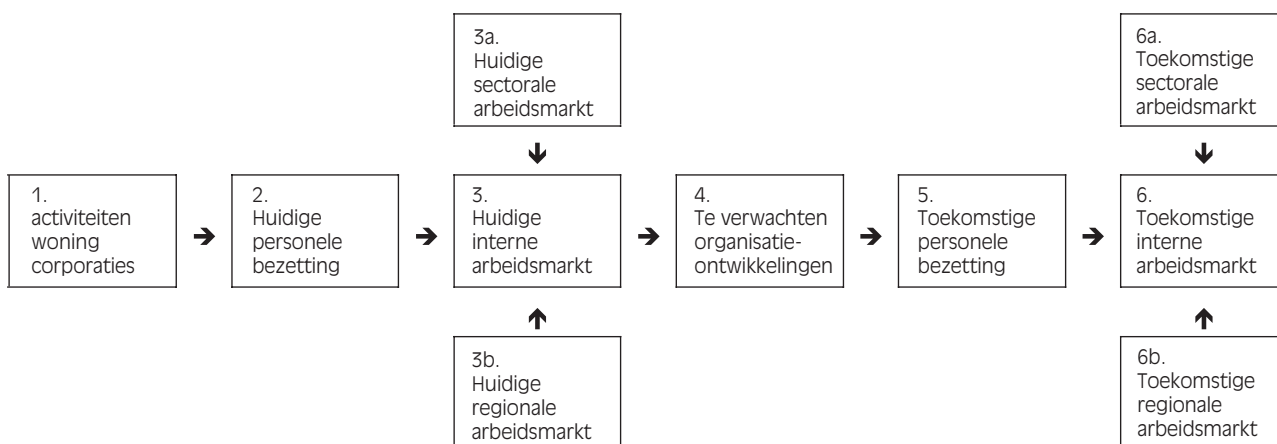 3a.
Huidige
sectorale
arbeidsmarkt
6a.
Toekomstige
sectorale
arbeidsmarkt
1.
activiteiten
woning
corporaties
2.
Huidige
personele
bezetting
3.
Huidige
interne
arbeidsmarkt
4.
Te verwachten
organisatie-
ontwikkelingen
5.
Toekomstige
personele
bezetting
6.
Toekomstige
interne
arbeidsmarkt
3b.
Huidige
regionale
arbeidsmarkt
6b.
Toekomstige
regionale
arbeidsmarkt